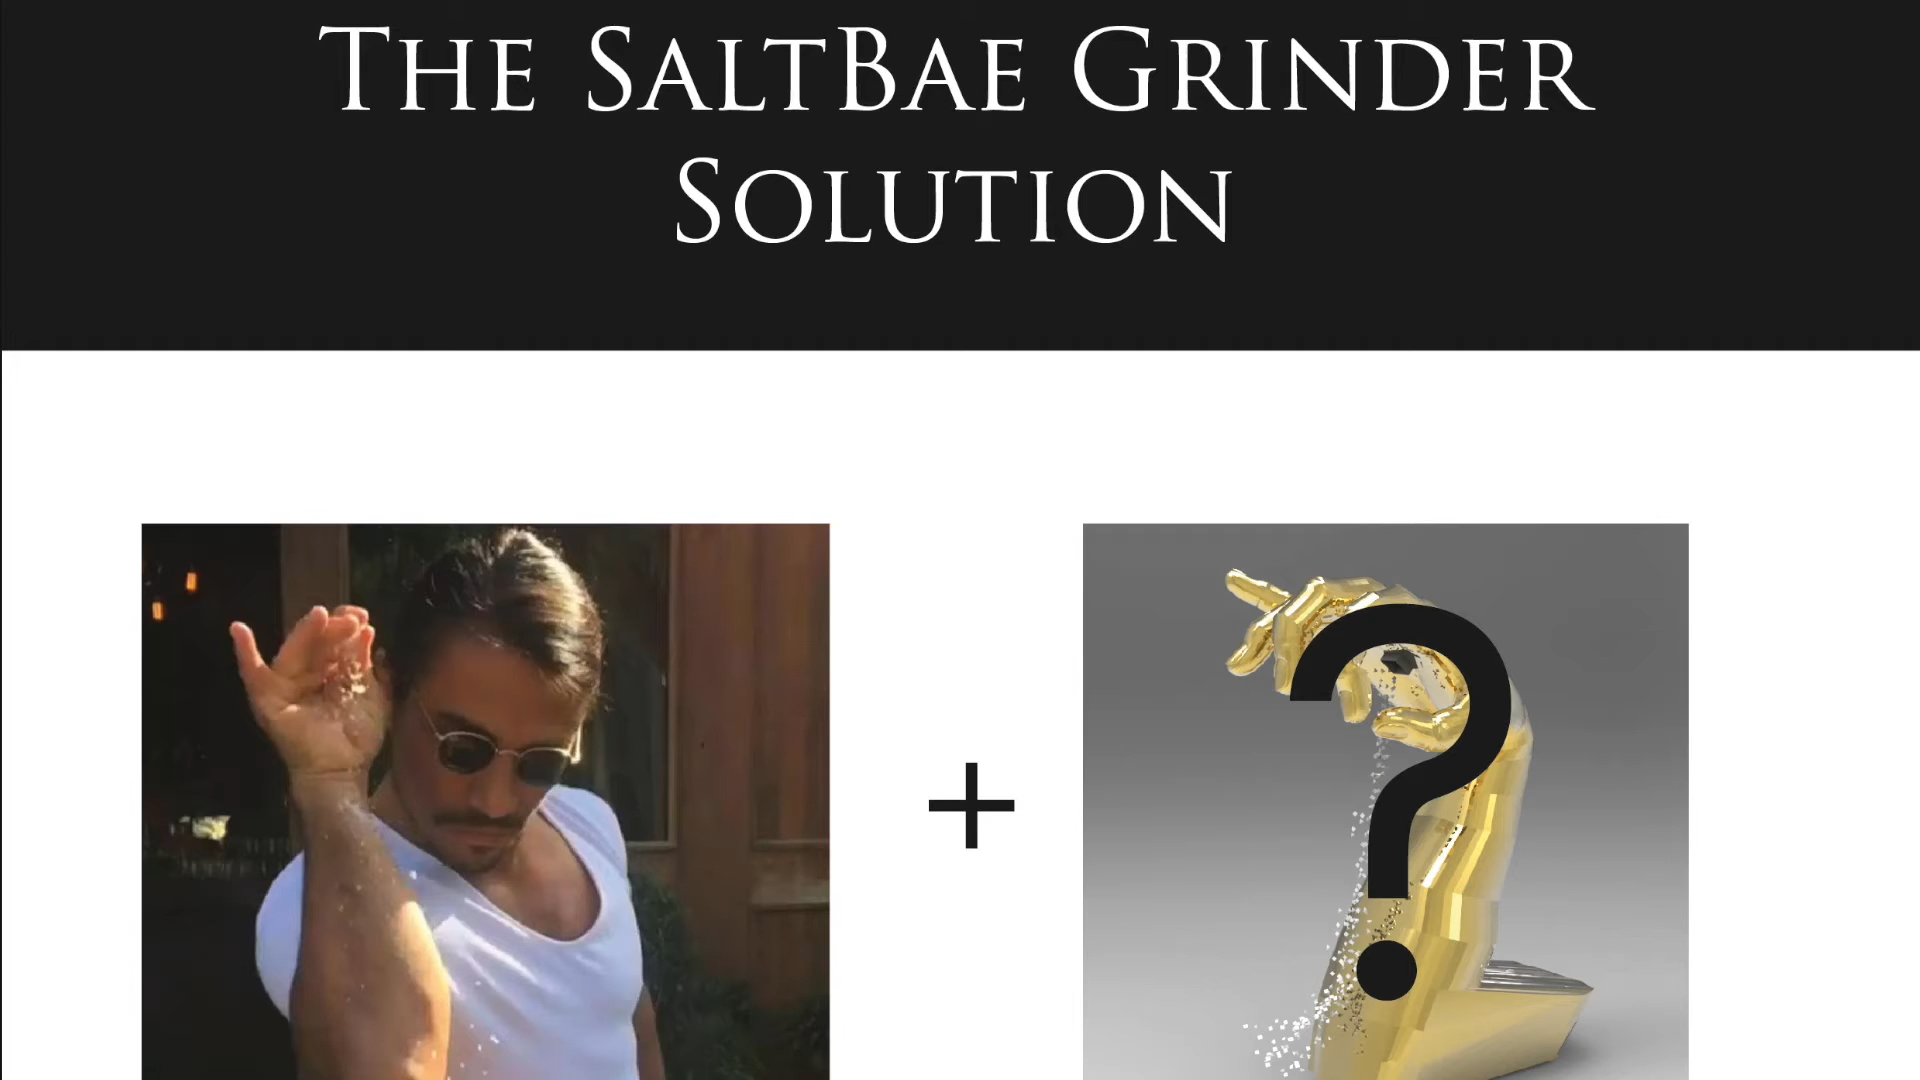 THE SALTBAE GRINDER
SOLUTION
+
?